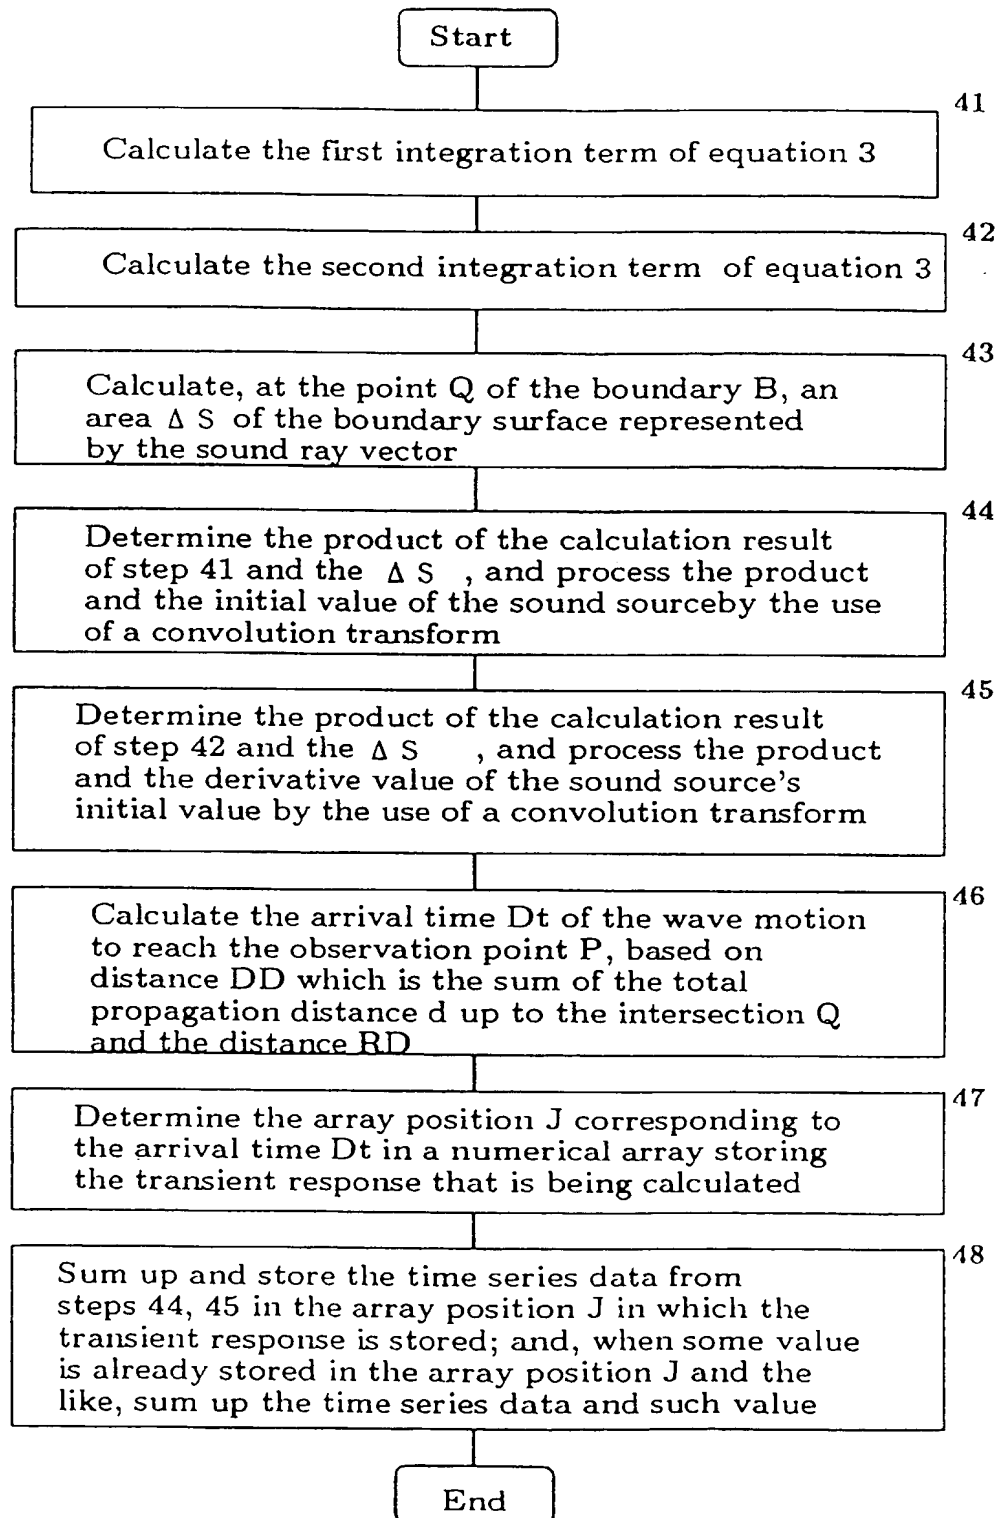 Start
41
Calculate the first integration term of equation 3
42
Calculate the second integration term of equation 3
43
Calculate, at the point Q of the boundary B, an
area Δ S of the boundary surface represented
by the sound ray vector
44
Determine the product of the calculation result
of step 41 and the Δ S , and process the product
and the initial value of the sound sourceby the use
of a convolution transform
45
Determine the product of the calculation result
of step 42 and the Δ S , and process the product
and the derivative value of the sound source's
initial value by the use of a convolution transform
46
Calculate the arrival time Dt of the wave motion
to reach the observation point P, based on
distance DD which is the sum of the total
propagation distance d up to the intersection Q
and the distance RD
47
Determine the array position J corresponding to
the arrival time Dt in a numerical array storing
the transient response that is being calculated
48
Sum up and store the time series data from
steps 44, 45 in the array position J in which the
transient response is stored; and, when some value
is already stored in the array position J and the
like, sum up the time series data and such value
End